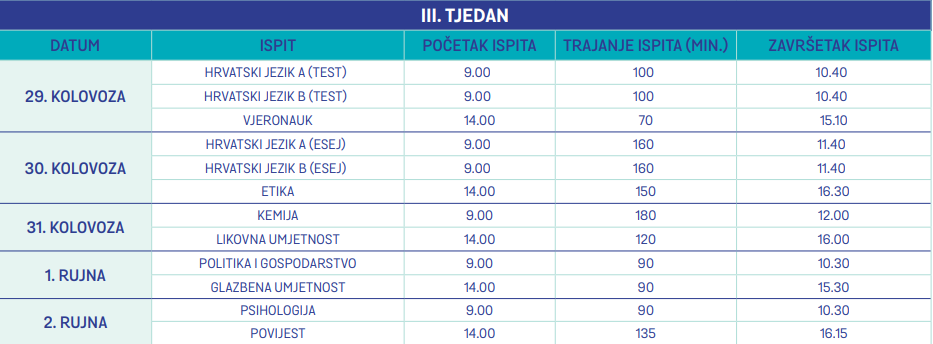 III. TJEDAN
DATUM ISPIT POČETAK ISPITA TRAJANJE ISPITA (MIN.) ZAVRŠETAK ISPITA
29. KOLOVOZA
HRVATSKI JEZIK A (TEST) 9.00 100 10.40
HRVATSKI JEZIK B (TEST) 9.00 100 10.40
VJERONAUK 14.00 70 15.10
30. KOLOVOZA
HRVATSKI JEZIK A (ESEJ) 9.00 160 11.40
HRVATSKI JEZIK B (ESEJ) 9.00 160 11.40
ETIKA 14.00 150 16.30
31. KOLOVOZA
KEMIJA 9.00 180 12.00
LIKOVNA UMJETNOST 14.00 120 16.00
1. RUJNA
POLITIKA I GOSPODARSTVO 9.00 90 10.30
GLAZBENA UMJETNOST 14.00 90 15.30
2. RUJNA
PSIHOLOGIJA 9.00 90 10.30
POVIJEST 14.00 135 16.15